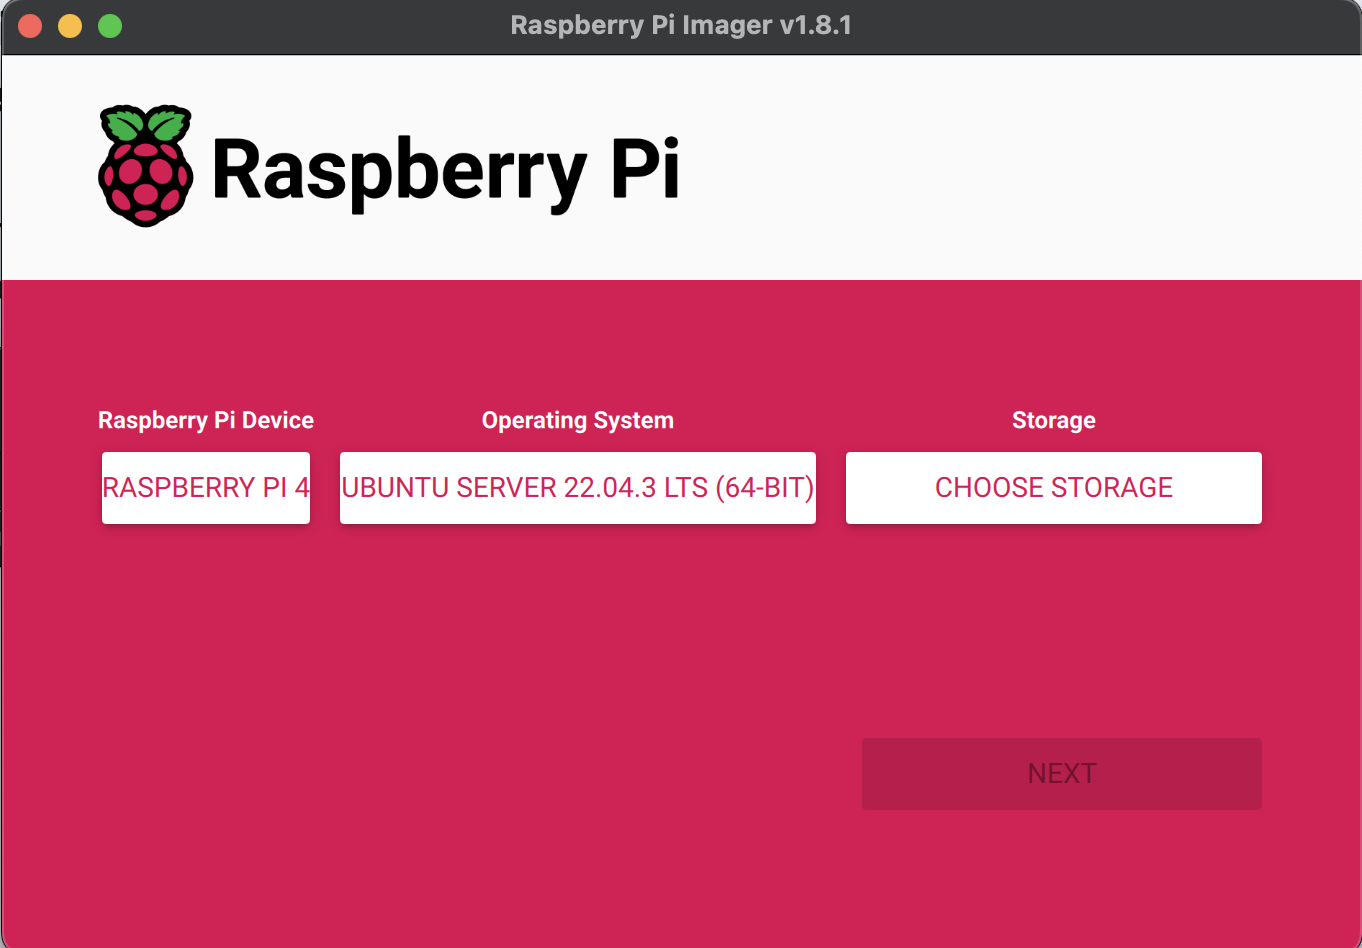 Raspberry Pi Imager v1.8.1
Raspberry Pi
Raspberry Pi Device
Operating System
Storage
RASPBERRY PI 4
UBUNTU SERVER 22.04.3 LTS (64-BIT)
CHOOSE STORAGE
NEXT